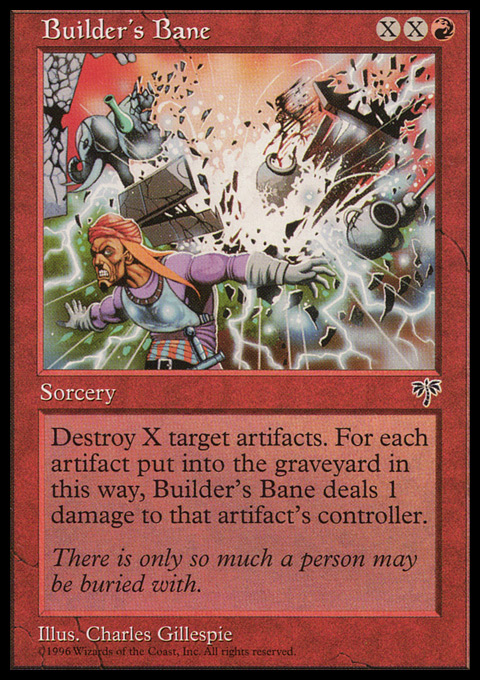 Builder's Bane XX
Sorcery
Destroy X target artifacts. For each
artifact put into the graveyard in
this way, Builder's Bane deals 1
damage to that artifact's controller.
There is only so much a person may
be buried with.
Illus. Charles Gillespie
©1996 Wizards of the Coast, Inc. All rights reserved.